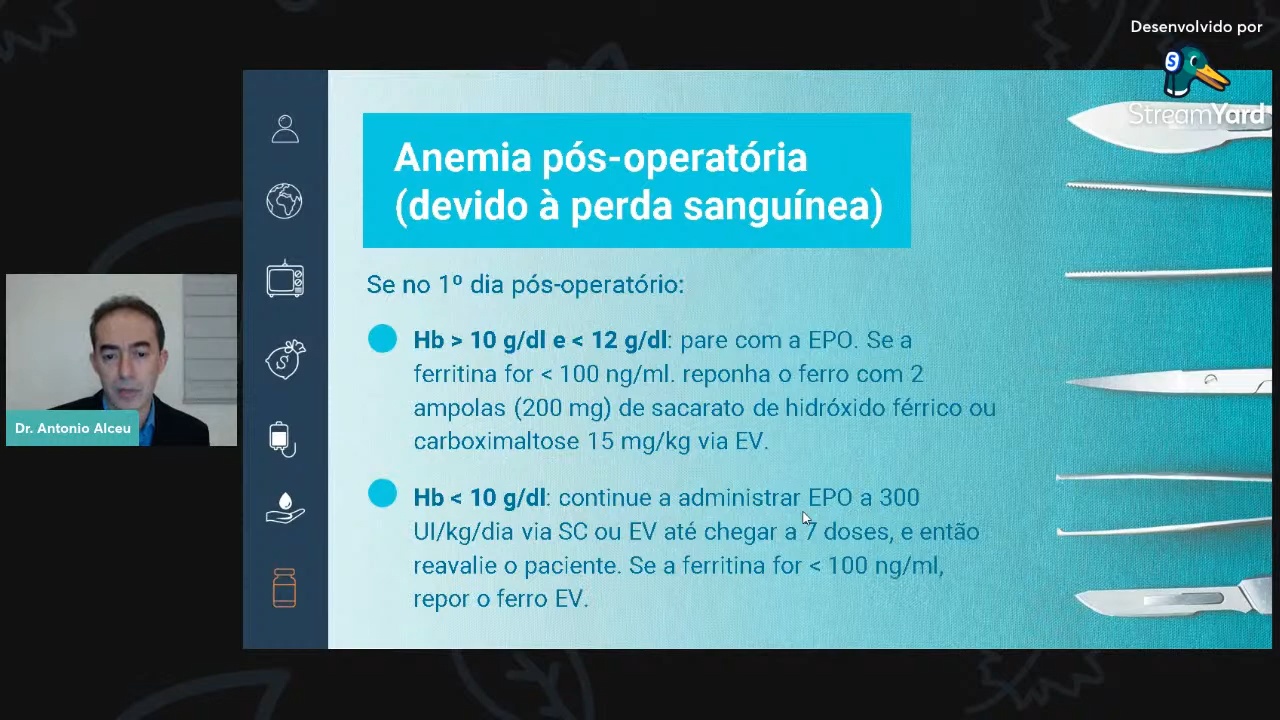 Desenvolvido por
StreamYard
Anemia pós-operatória
(devido à perda sanguínea)
Se no 1º dia pós-operatório:
Hb > 10 g/dl e < 12 g/dl: pare com a EPO. Se a
ferritina for < 100 ng/ml. reponha o ferro com 2
ampolas (200 mg) de sacarato de hidróxido férrico ou
carboximaltose 15 mg/kg via EV.
Hb < 10 g/dl: continue a administrar EPO a 300
UI/kg/dia via SC ou EV até chegar a 7 doses, e então
reavalie o paciente. Se a ferritina for < 100 ng/ml,
repor o ferro EV.
Dr. Antonio Alceu